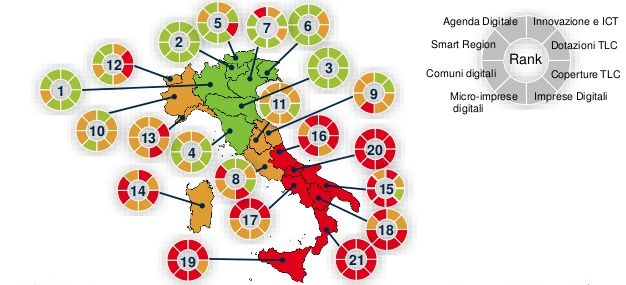 5
7
6
2
3
12
1
9
11
10
13
16
4
20
8
15
14
17
18
19
21
Agenda Digitale
Innovazione e ICT
Smart Region
Dotazioni TLC
Rank
Comuni digitali
Coperture TLC
Micro-imprese
digitali
Imprese Digitali